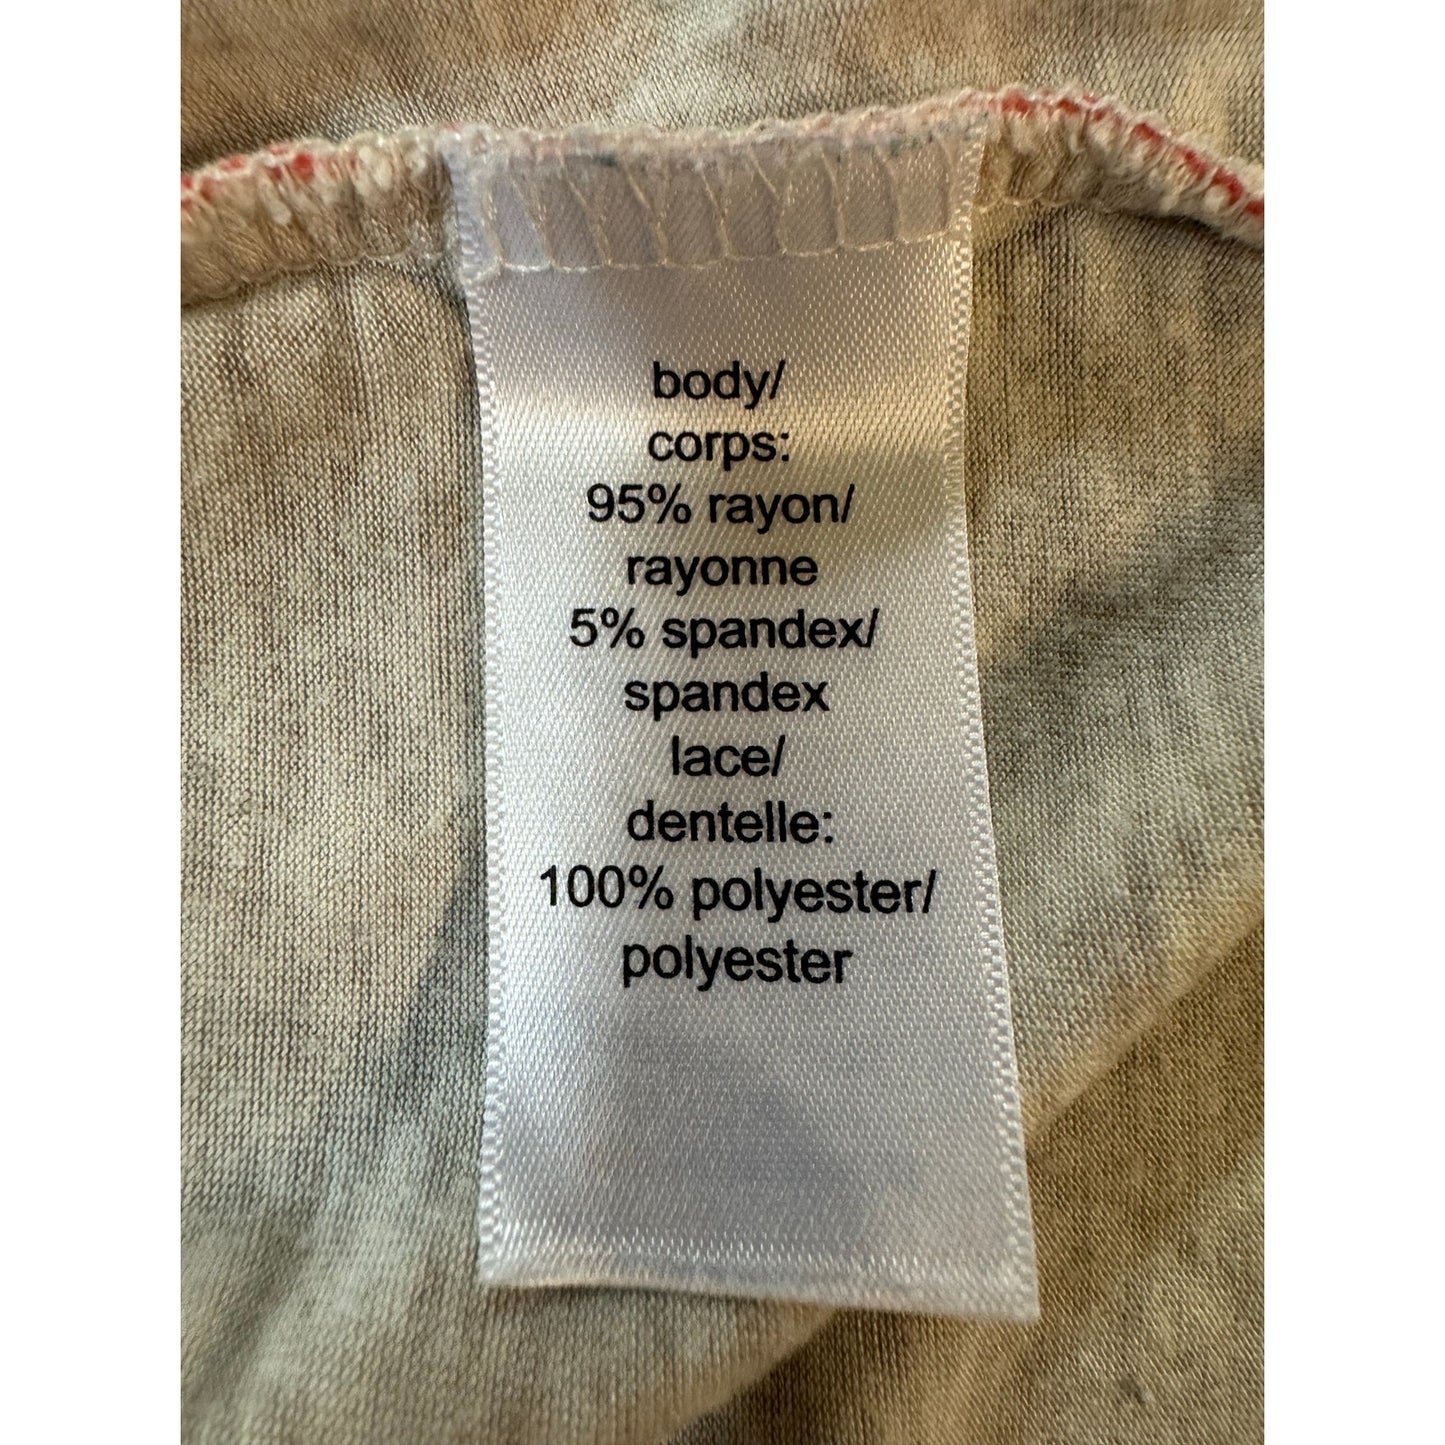 body/
corps:
95% rayon/
rayonne
5% spandex/
spandex
lace/
dentelle:
100% polyester/
polyester